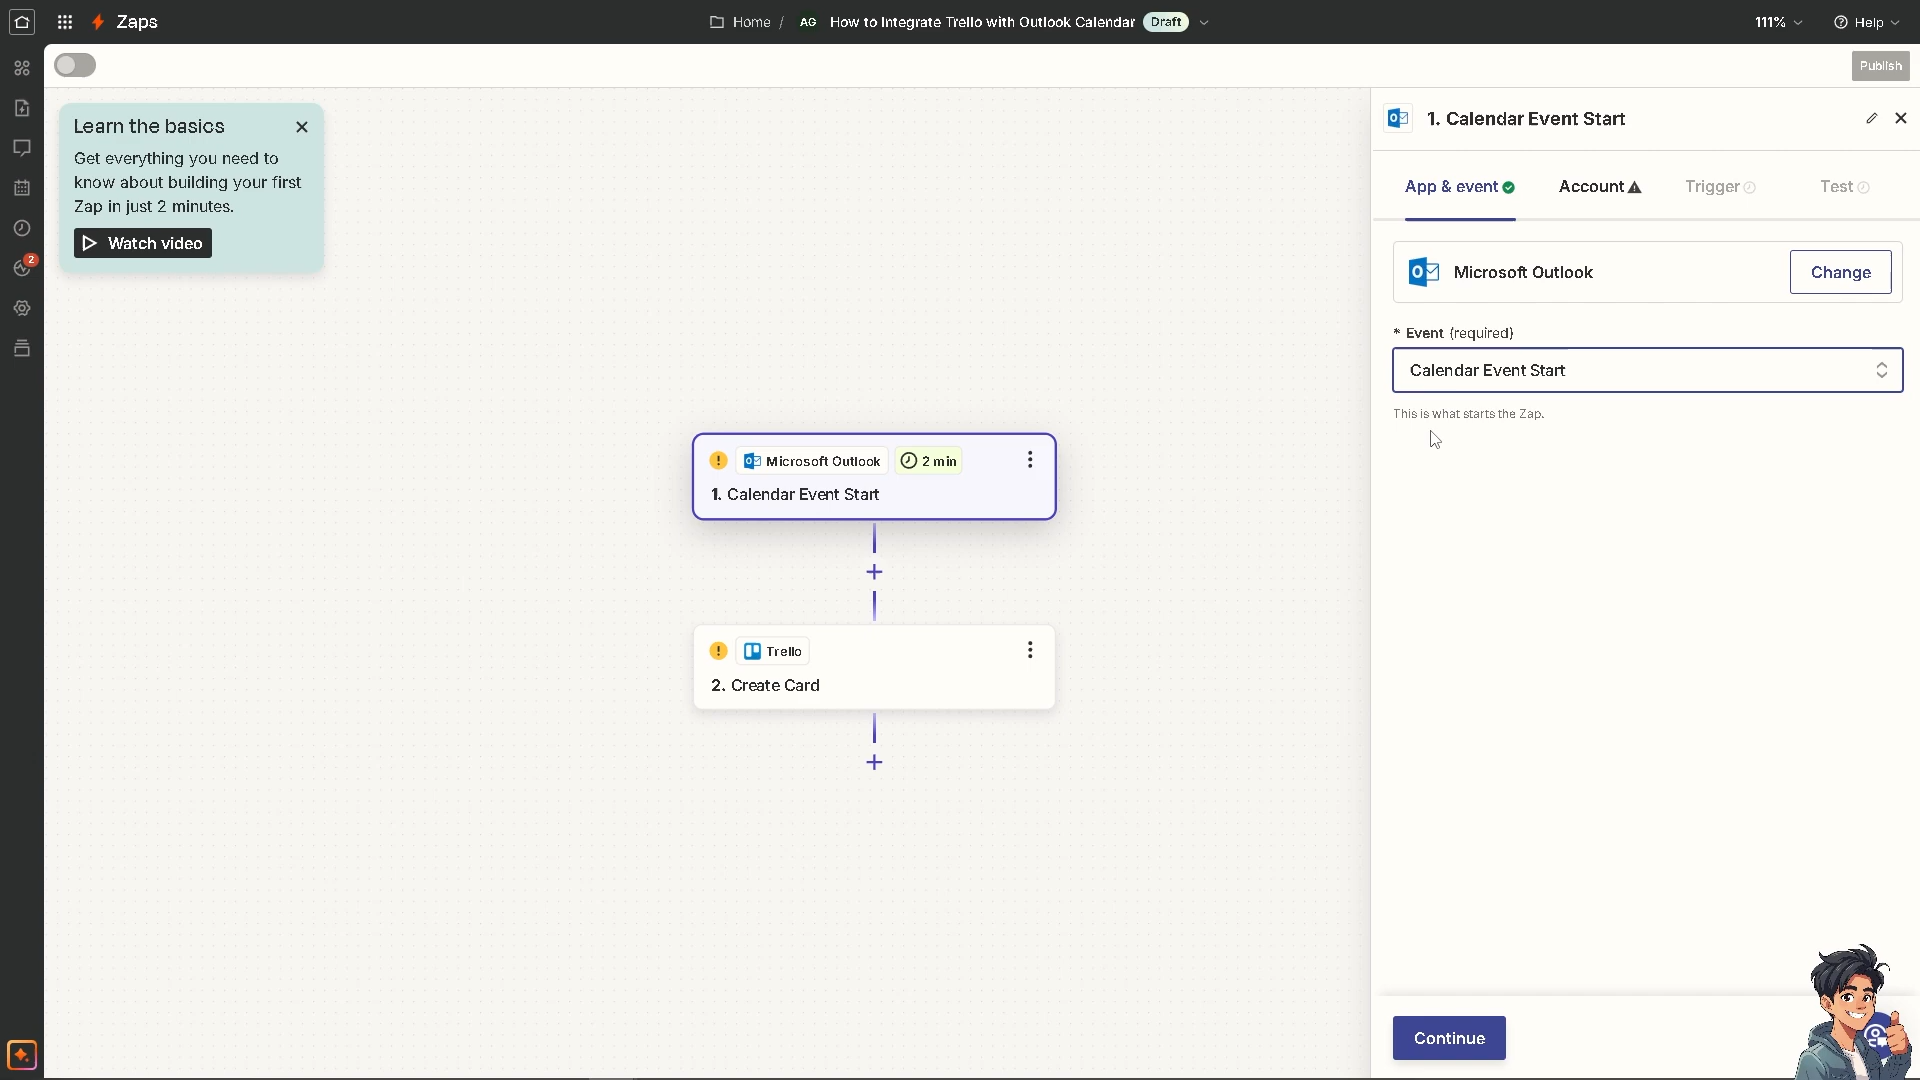 Zaps
Home / AG How to Integrate Trello with Outlook Calendar Draft
111%
Help
Publish
Learn the basics
Get everything you need to
know about building your first
Zap in just 2 minutes.
Watch video
2
Microsoft Outlook 2 min
1. Calendar Event Start
Trello
2. Create Card
1. Calendar Event Start
App & event Account Trigger Test
Microsoft Outlook
Change
* Event (required)
Calendar Event Start
This is what starts the Zap.
Continue